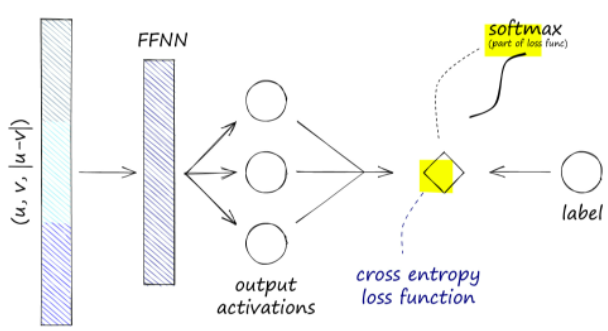 softmax
(part of loss func)
FFNN
(u, v, |u-v|)
label
output
activations
cross entropy
loss function